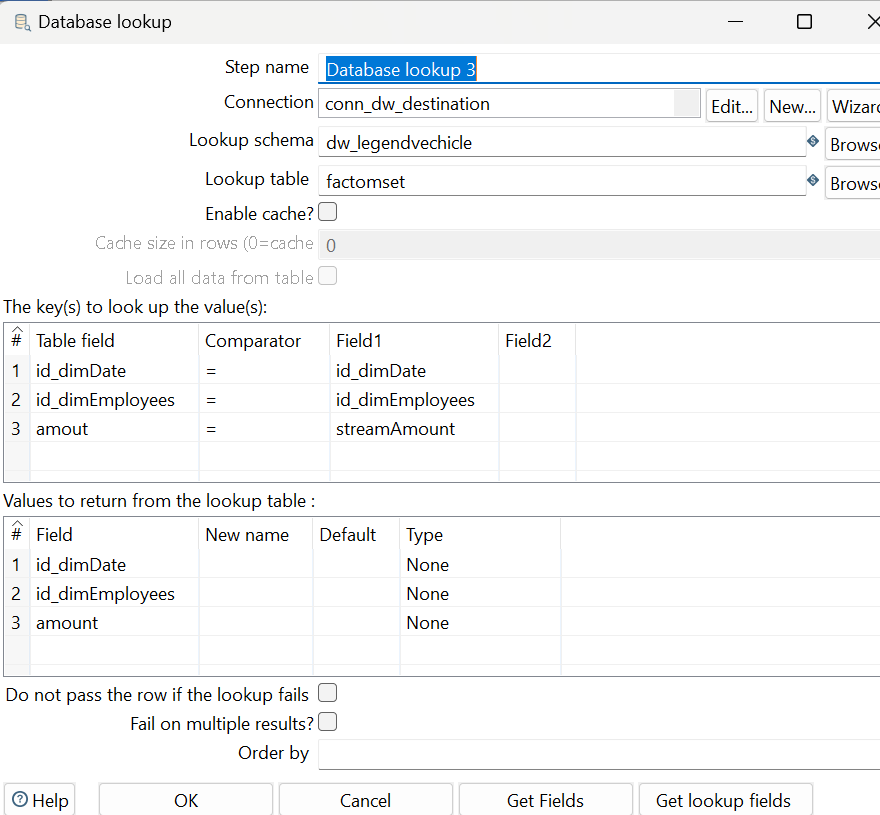 Database lookup
Step name Database lookup 3
Connection conn_dw_destination Edit... New... Wizard
Lookup schema dw_legendvechicle Browse
Lookup table factomset Browse
Enable cache?
Cache size in rows (0=cache 0
Load all data from table
The key(s) to look up the value(s):
# Table field Comparator Field1 Field2
1 id_dimDate = id_dimDate
2 id_dimEmployees = id_dimEmployees
3 amout = streamAmount
Values to return from the lookup table :
# Field New name Default Type
1 id_dimDate None
2 id_dimEmployees None
3 amount None
Do not pass the row if the lookup fails
Fail on multiple results?
Order by
Help OK Cancel Get Fields Get lookup fields